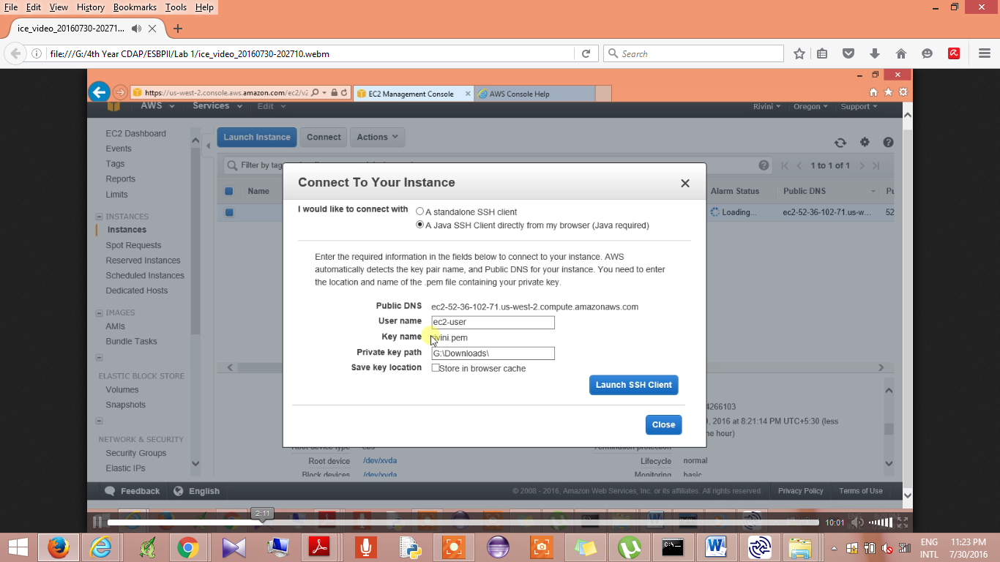 File Edit View History Bookmarks Tools Help
ice_video_20160730-20271...
file:///G:/4th Year CDAP/ESBPII/Lab 1/ice_video_20160730-202710.webm
Search
https://us-west-2.console.aws.amazon.com/ec2/v2
EC2 Management Console
AWS Console Help
AWS Services Edit
Rivini Oregon Support
EC2 Dashboard
Events
Tags
Reports
Limits
INSTANCES
Instances
Spot Requests
Reserved Instances
Scheduled Instances
Dedicated Hosts
IMAGES
AMIs
Bundle Tasks
ELASTIC BLOCK STORE
Volumes
Snapshots
NETWORK & SECURITY
Security Groups
Elastic IPs
Launch Instance Connect Actions
Filter by tag
1 to 1 of 1
Name
Alarm Status Public DNS Pu
Loading... ec2-52-36-102-71.us-w... 52
Connect To Your Instance
I would like to connect with
A standalone SSH client
A Java SSH Client directly from my browser (Java required)
Enter the required information in the fields below to connect to your instance. AWS
automatically detects the key pair name, and Public DNS for your instance. You need to enter
the location and name of the .pem file containing your private key.
Public DNS ec2-52-36-102-71.us-west-2.compute.amazonaws.com
User name ec2-user
Key name rivini.pem
Private key path G:\Downloads\
Save key location Store in browser cache
Launch SSH Client
Close
4266103
, 2016 at 8:21:14 PM UTC+5:30 (less
hour)
Root device type ebs
Termination protection
Root device /dev/xvda
Lifecycle normal
Block devices /dev/xvda
Monitoring basic
Feedback English
© 2008 - 2016, Amazon Web Services, Inc. or its affiliates. All rights reserved.
Privacy Policy Terms of Use
2:11
10:01
ENG
INTL
11:23 PM
7/30/2016